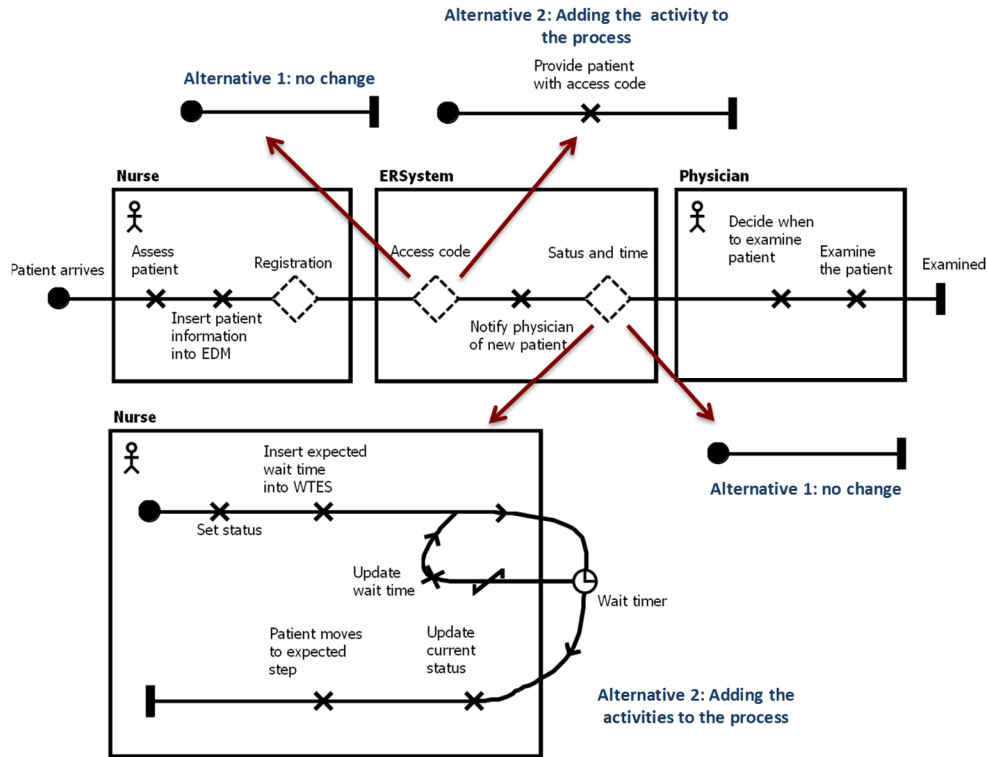 Alternative 2: Adding the activity to
the process
Alternative 1: no change
Provide patient
with access code
Nurse
ERSystem
Physician
Patient arrives
Assess
patient
Insert patient
information
into EDM
Registration
Access code
Notify physician
of new patient
Satus and time
Decide when
to examine
patient
Examine
the patient
Examined
Nurse
Insert expected
wait time
into WTES
Set status
Update
wait time
Wait timer
Patient moves
to expected
step
Update
current
status
Alternative 1: no change
Alternative 2: Adding the
activities to the process